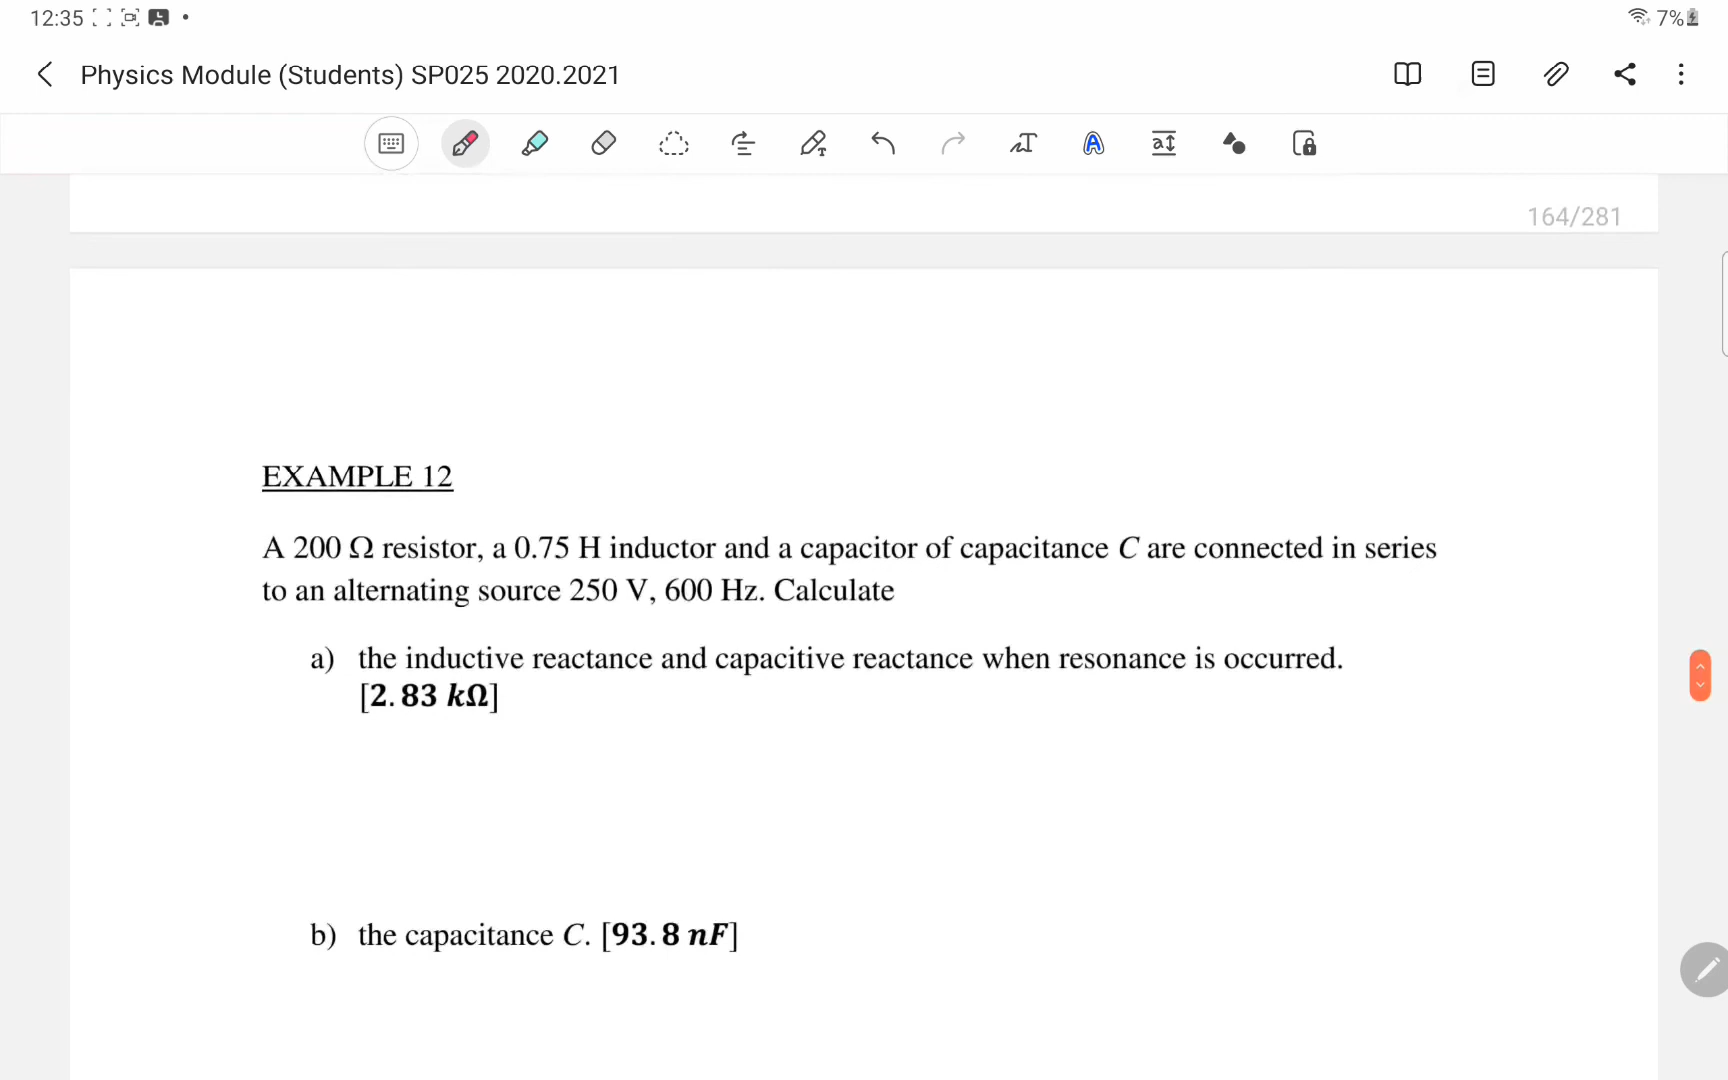 12:35
7%
Physics Module (Students) SP025 2020.2021
164/281
EXAMPLE 12
A 200 Ω resistor, a 0.75 H inductor and a capacitor of capacitance C are connected in series
to an alternating source 250 V, 600 Hz. Calculate
a) the inductive reactance and capacitive reactance when resonance is occurred.
[2.83 kΩ]
b) the capacitance C. [93.8 nF]